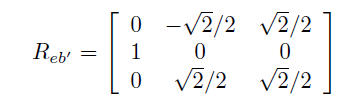 0 −√2/2 √2/2
R_{eb′} = 1 0 0
0 √2/2 √2/2